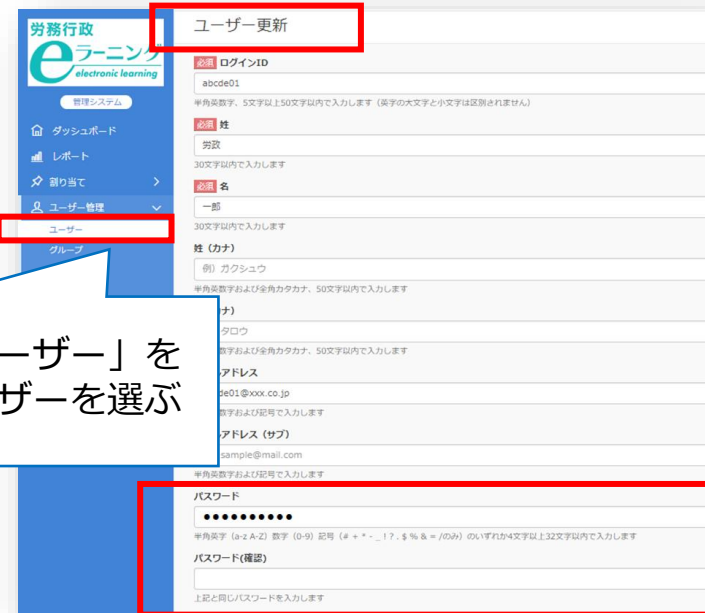 労務行政
eラーニング
electronic learning
管理システム
ダッシュボード
レポート
割り当て
ユーザー管理
ユーザー
グループ
ーザー」を
ザーを選ぶ
ユーザー更新
必須 ログインID
abcde01
半角英数字、5文字以上50文字以内で入力します（英字の大文字と小文字は区別されません）
必須 姓
労政
30文字以内で入力します
必須 名
一郎
30文字以内で入力します
姓（カナ）
例）ガクシュウ
半角英数字および全角カタカナ、50文字以内で入力します
ナ）
タロウ
数字および全角カタカナ、50文字以内で入力します
アドレス
de01@xxx.co.jp
数字および記号で入力します
アドレス（サブ）
sample@mail.com
半角英数字および記号で入力します
パスワード
●●●●●●●●●●
半角英字（a-z A-Z）数字（0-9）記号（# + * - _ ! ? . $ % & = /のみ）のいずれか4文字以上32文字以内で入力します
パスワード(確認)
上記と同じパスワードを入力します